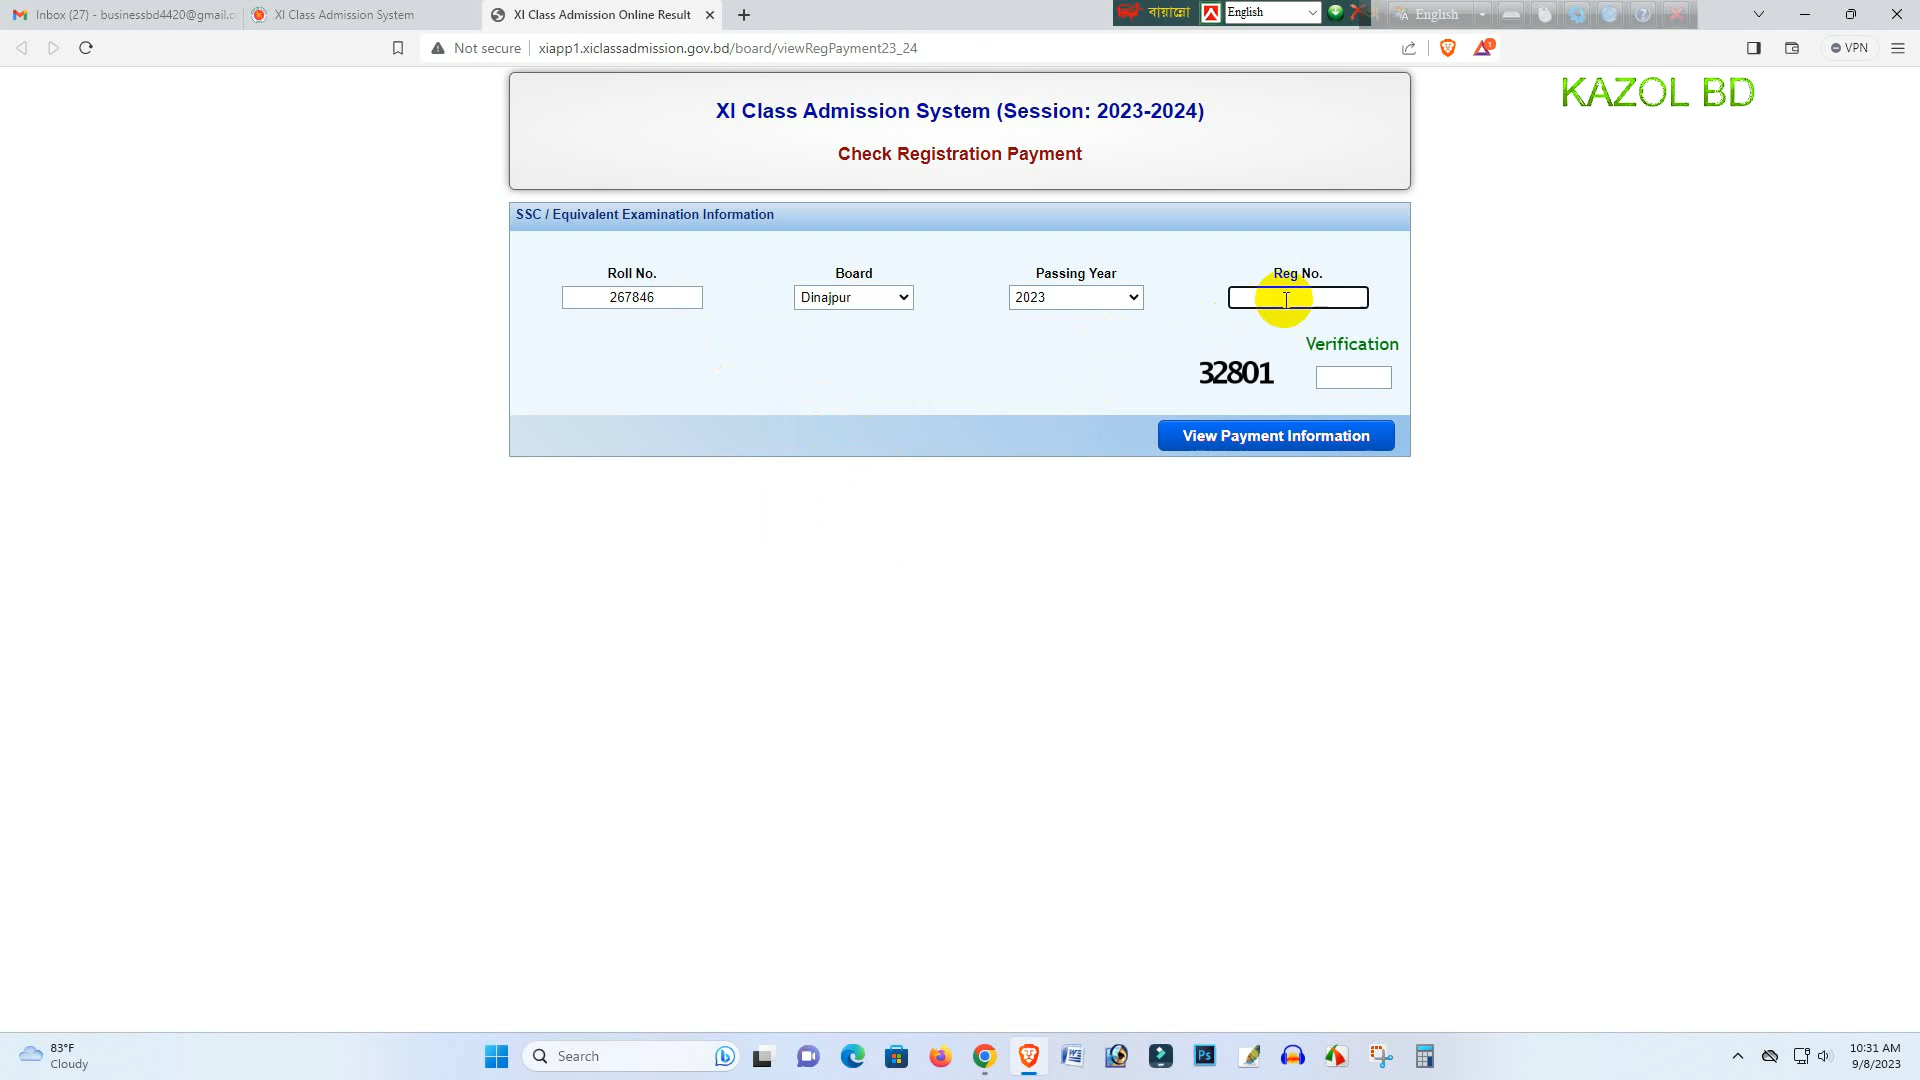 Inbox (27) - businessbd4420@gmail.c
XI Class Admission System
XI Class Admission Online Result
বায়ান্নো
English
English
Not secure
xiapp1.xiclassadmission.gov.bd/board/viewRegPayment23_24
1
VPN
KAZOL BD
XI Class Admission System (Session: 2023-2024)
Check Registration Payment
SSC / Equivalent Examination Information
Roll No.
Board
Passing Year
Reg No.
267846
Dinajpur
2023
Verification
32801
View Payment Information
83°F
Cloudy
Search
Ps
10:31 AM
9/8/2023